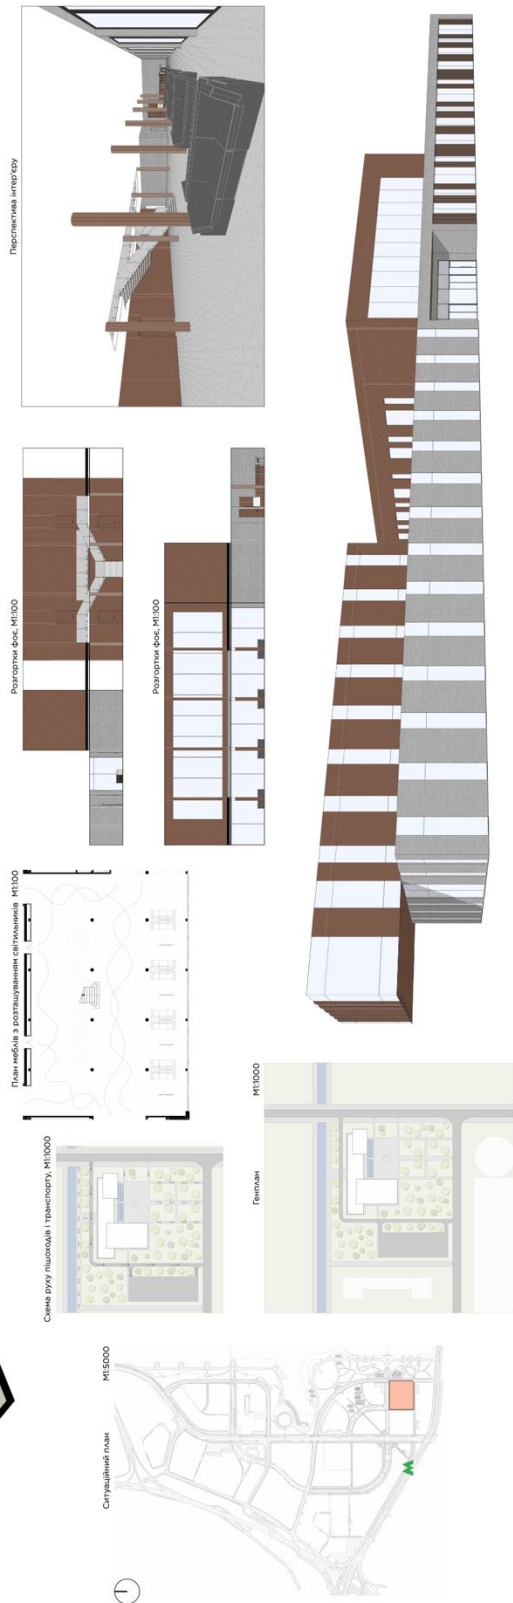 Ситуаційний план
М1:5000
Схема руху пішоходів і транспорту, М1:1000
Генплан
М1:1000
План меблів з розташуванням світильників М1:100
Розгортки фоє, М1:100
Розгортки фоє, М1:100
Перспектива інтер'єру